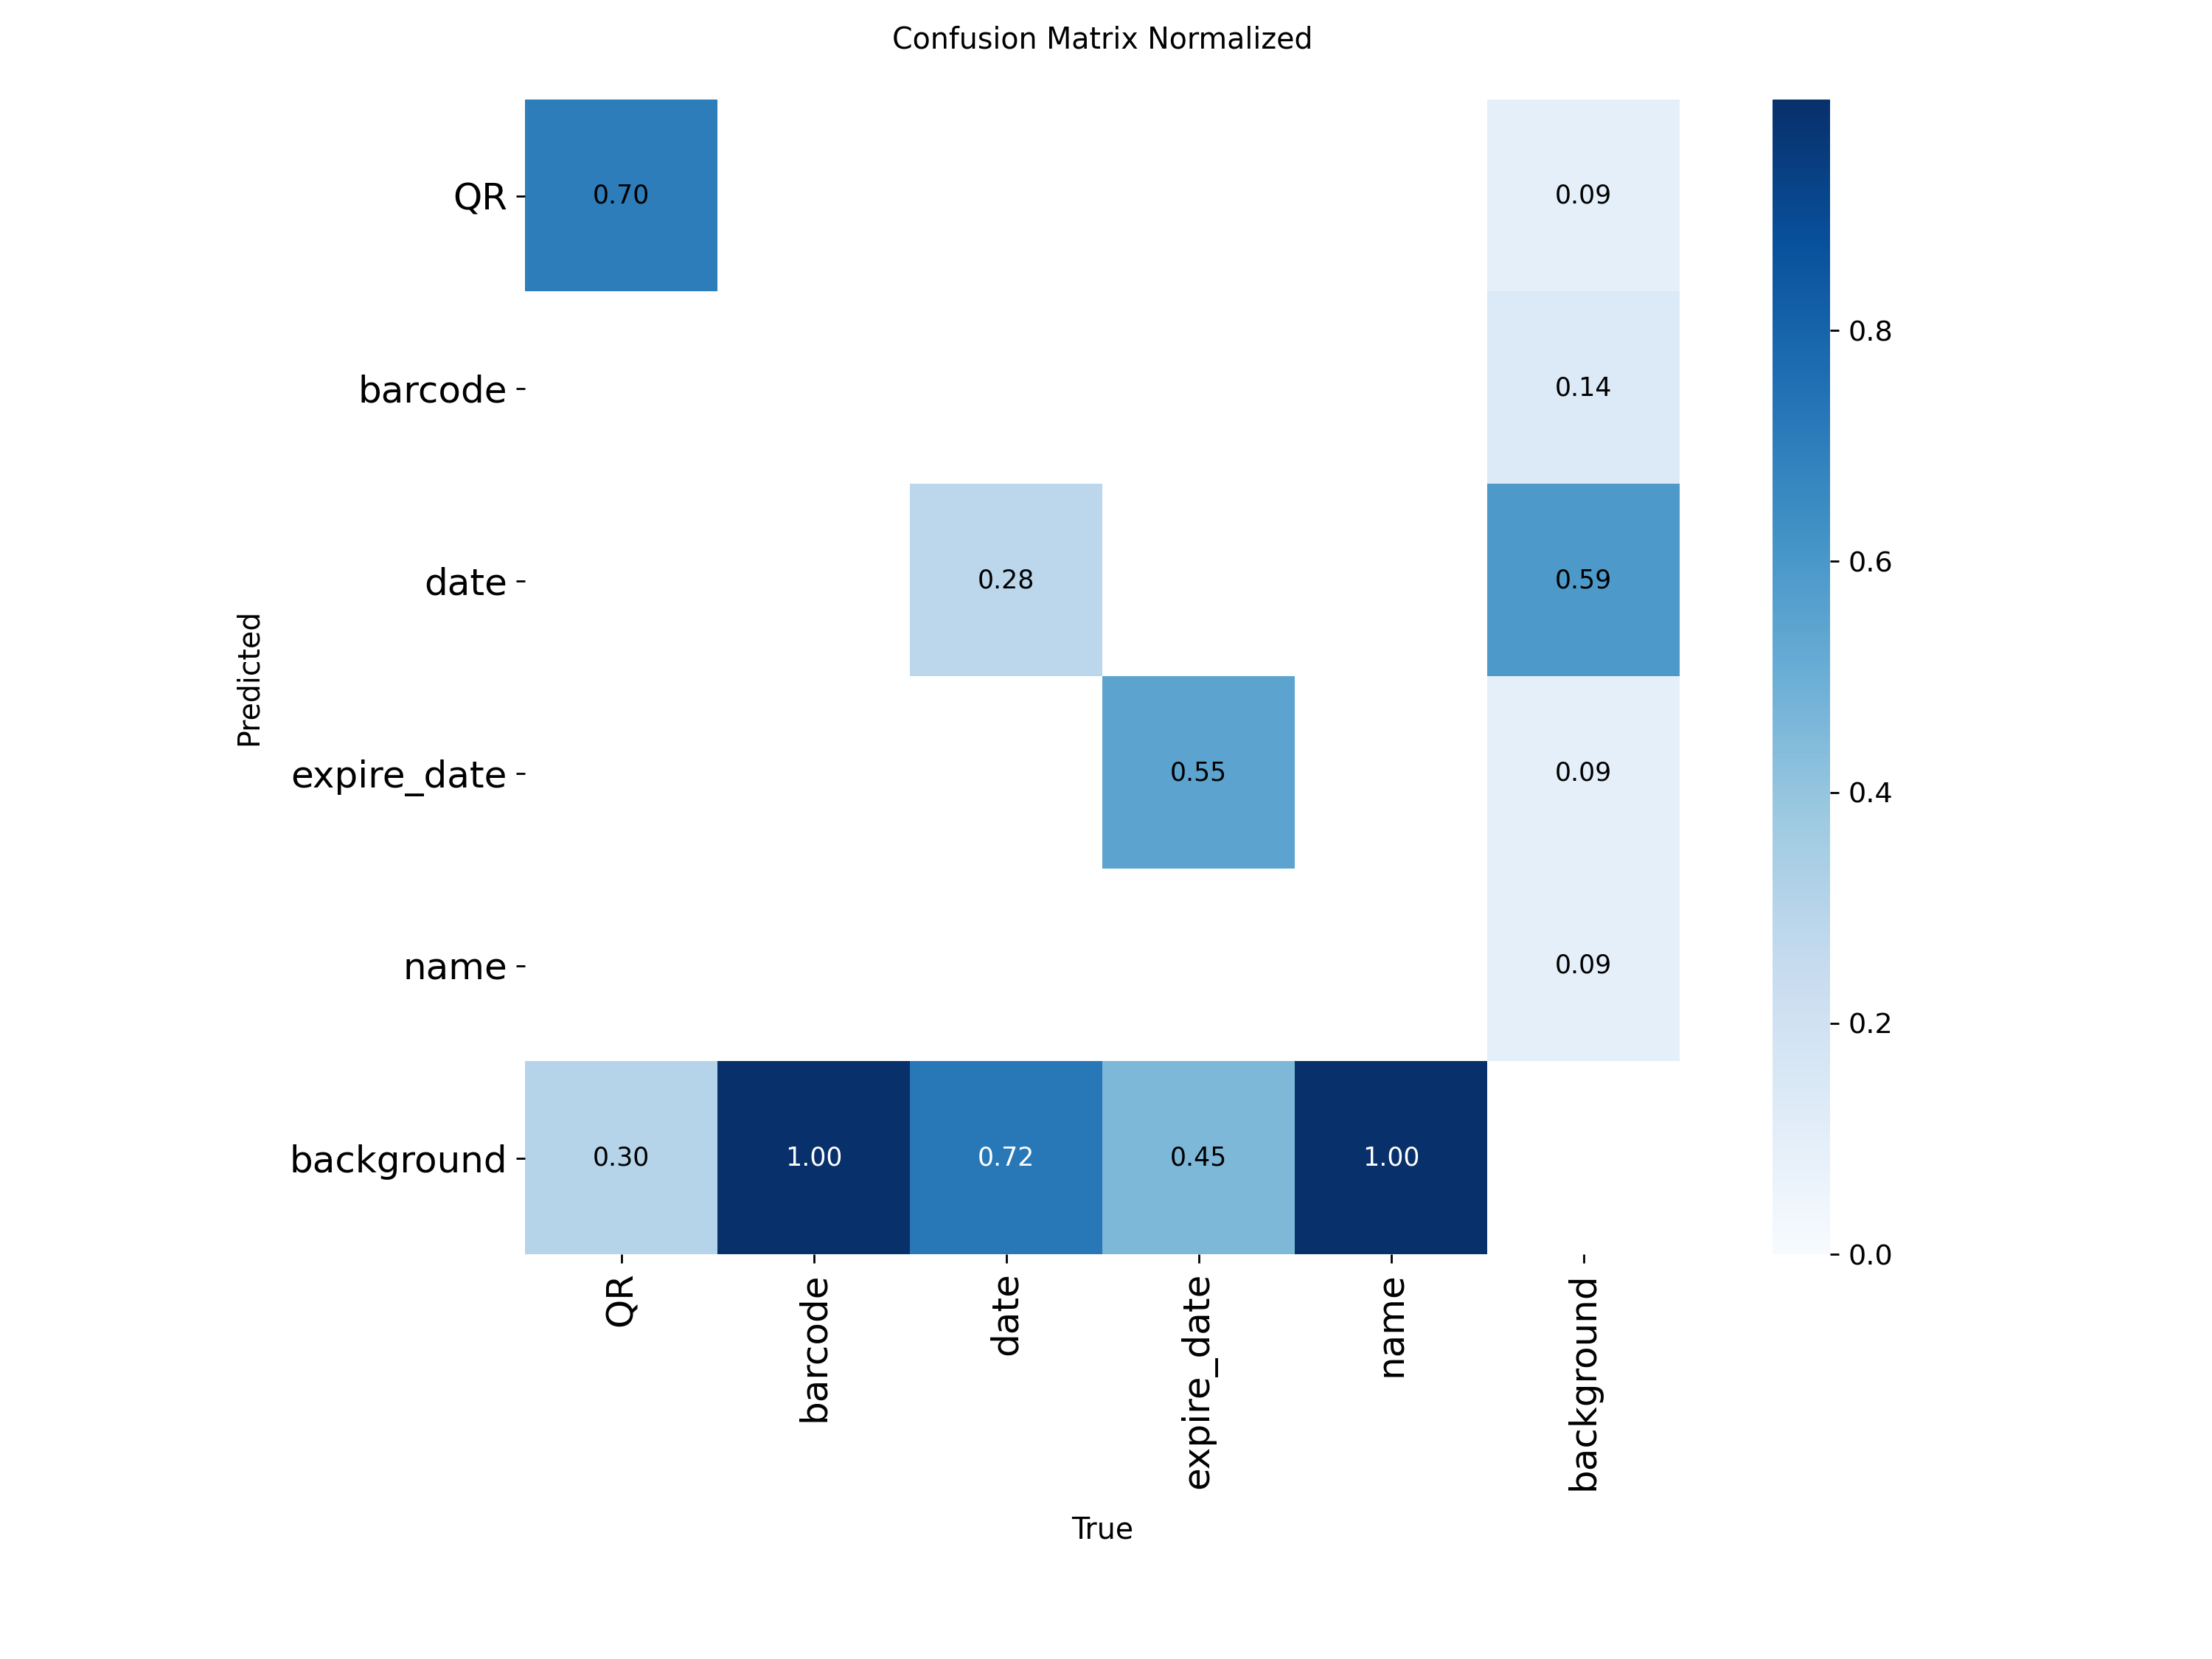 Confusion Matrix Normalized
QR
0.70
0.09
barcode
0.14
0.8
date
0.28
0.59
0.6
Predicted
expire_date
0.55
0.09
0.4
name
0.09
0.2
background
0.30
1.00
0.72
0.45
1.00
0.0
QR
barcode
date
expire_date
name
background
True